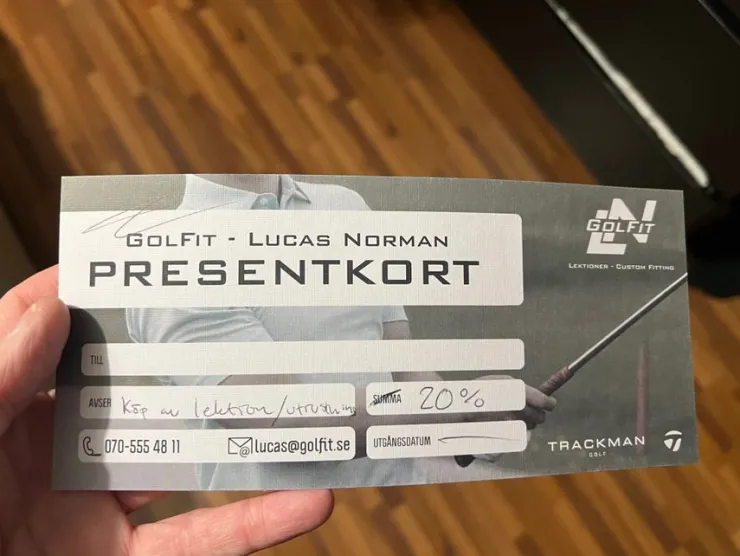 GOLFIT - LUCAS NORMAN
PRESENTKORT
LN
GOLFIT
LEKTIONER - CUSTOM FITTING
TILL
AVSER Köp av lektion/utrustning
SUMMA 20%
070-555 48 11
lucas@golfit.se
UTGÅNGSDATUM
TRACKMAN
GOLF